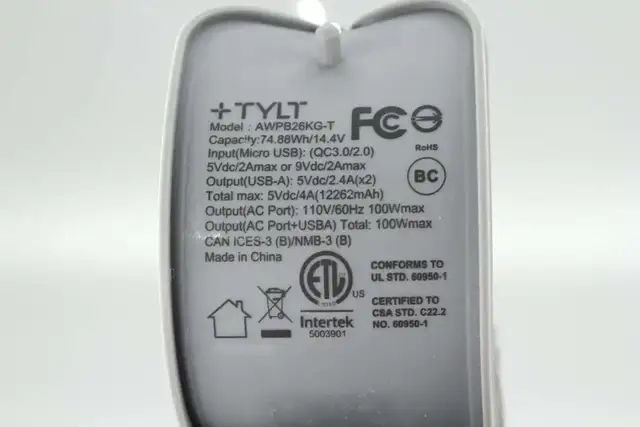 +TYLT
Model : AWPB26KG-T
Capacity:74.88Wh/14.4V
Input(Micro USB): (QC3.0/2.0)
5Vdc/2Amax or 9Vdc/2Amax
Output(USB-A): 5Vdc/2.4A(x2)
Total max: 5Vdc/4A(12262mAh)
Output(AC Port): 110V/60Hz 100Wmax
Output(AC Port+USBA) Total: 100Wmax
CAN ICES-3 (B)/NMB-3 (B)
Made in China
FC
RoHS
BC
ETL
US
Intertek
5003901
CONFORMS TO
UL STD. 60950-1
CERTIFIED TO
CSA STD. C22.2
NO. 60950-1